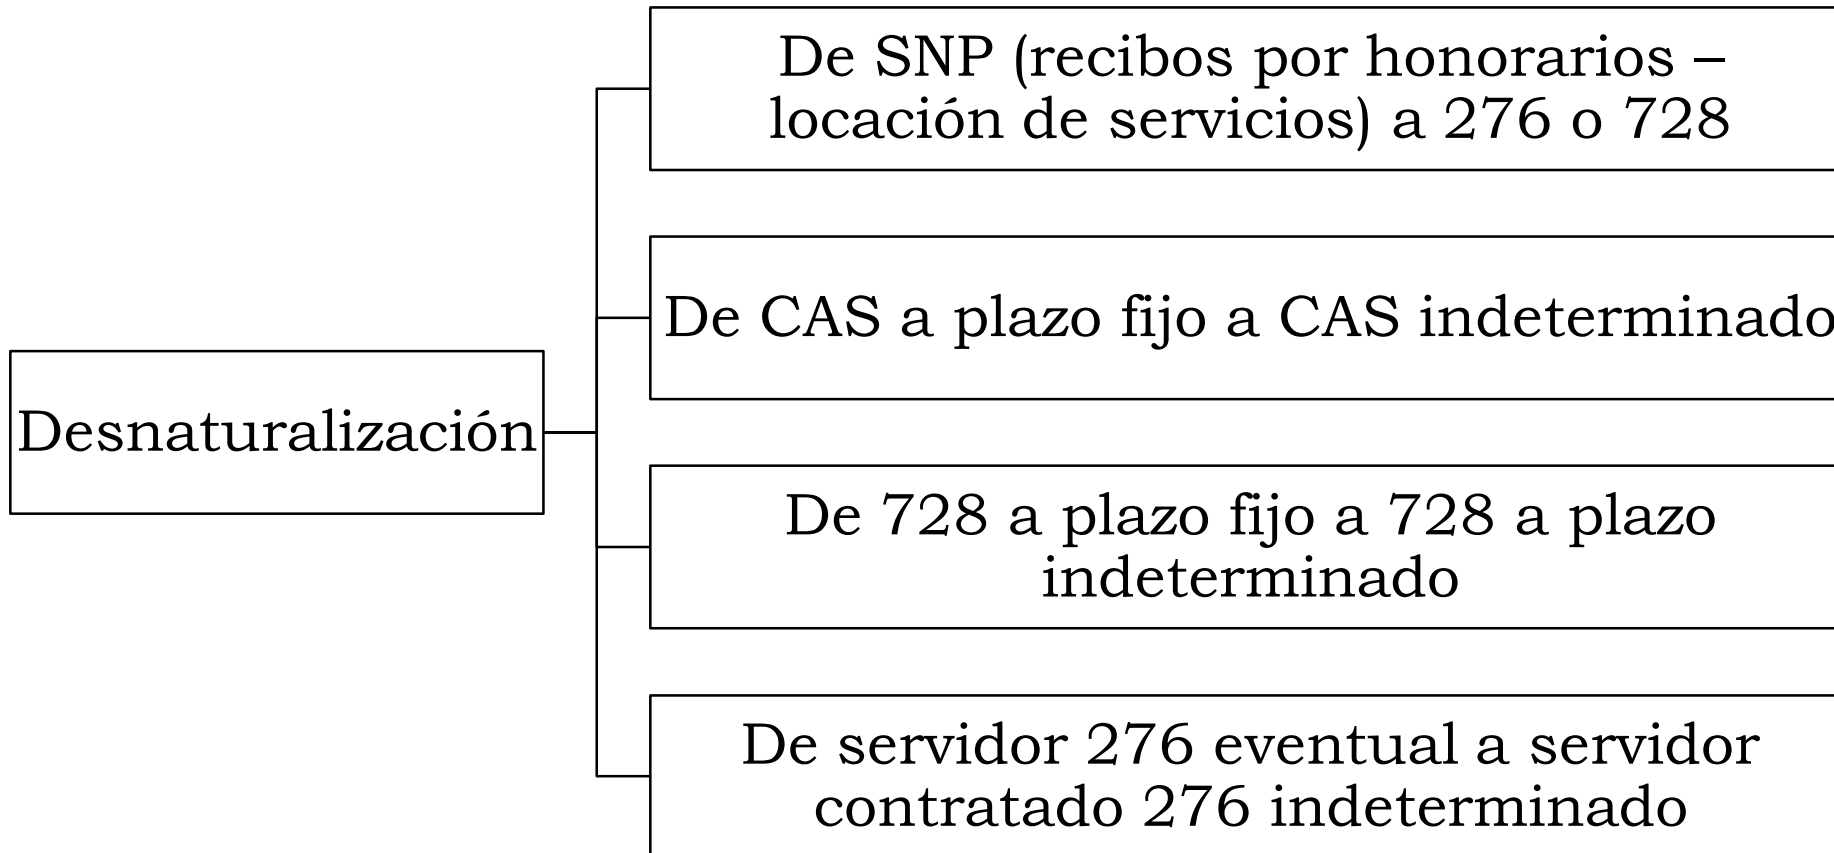 De SNP (recibos por honorarios –
locación de servicios) a 276 o 728
De CAS a plazo fijo a CAS indeterminado
Desnaturalización
De 728 a plazo fijo a 728 a plazo
indeterminado
De servidor 276 eventual a servidor
contratado 276 indeterminado